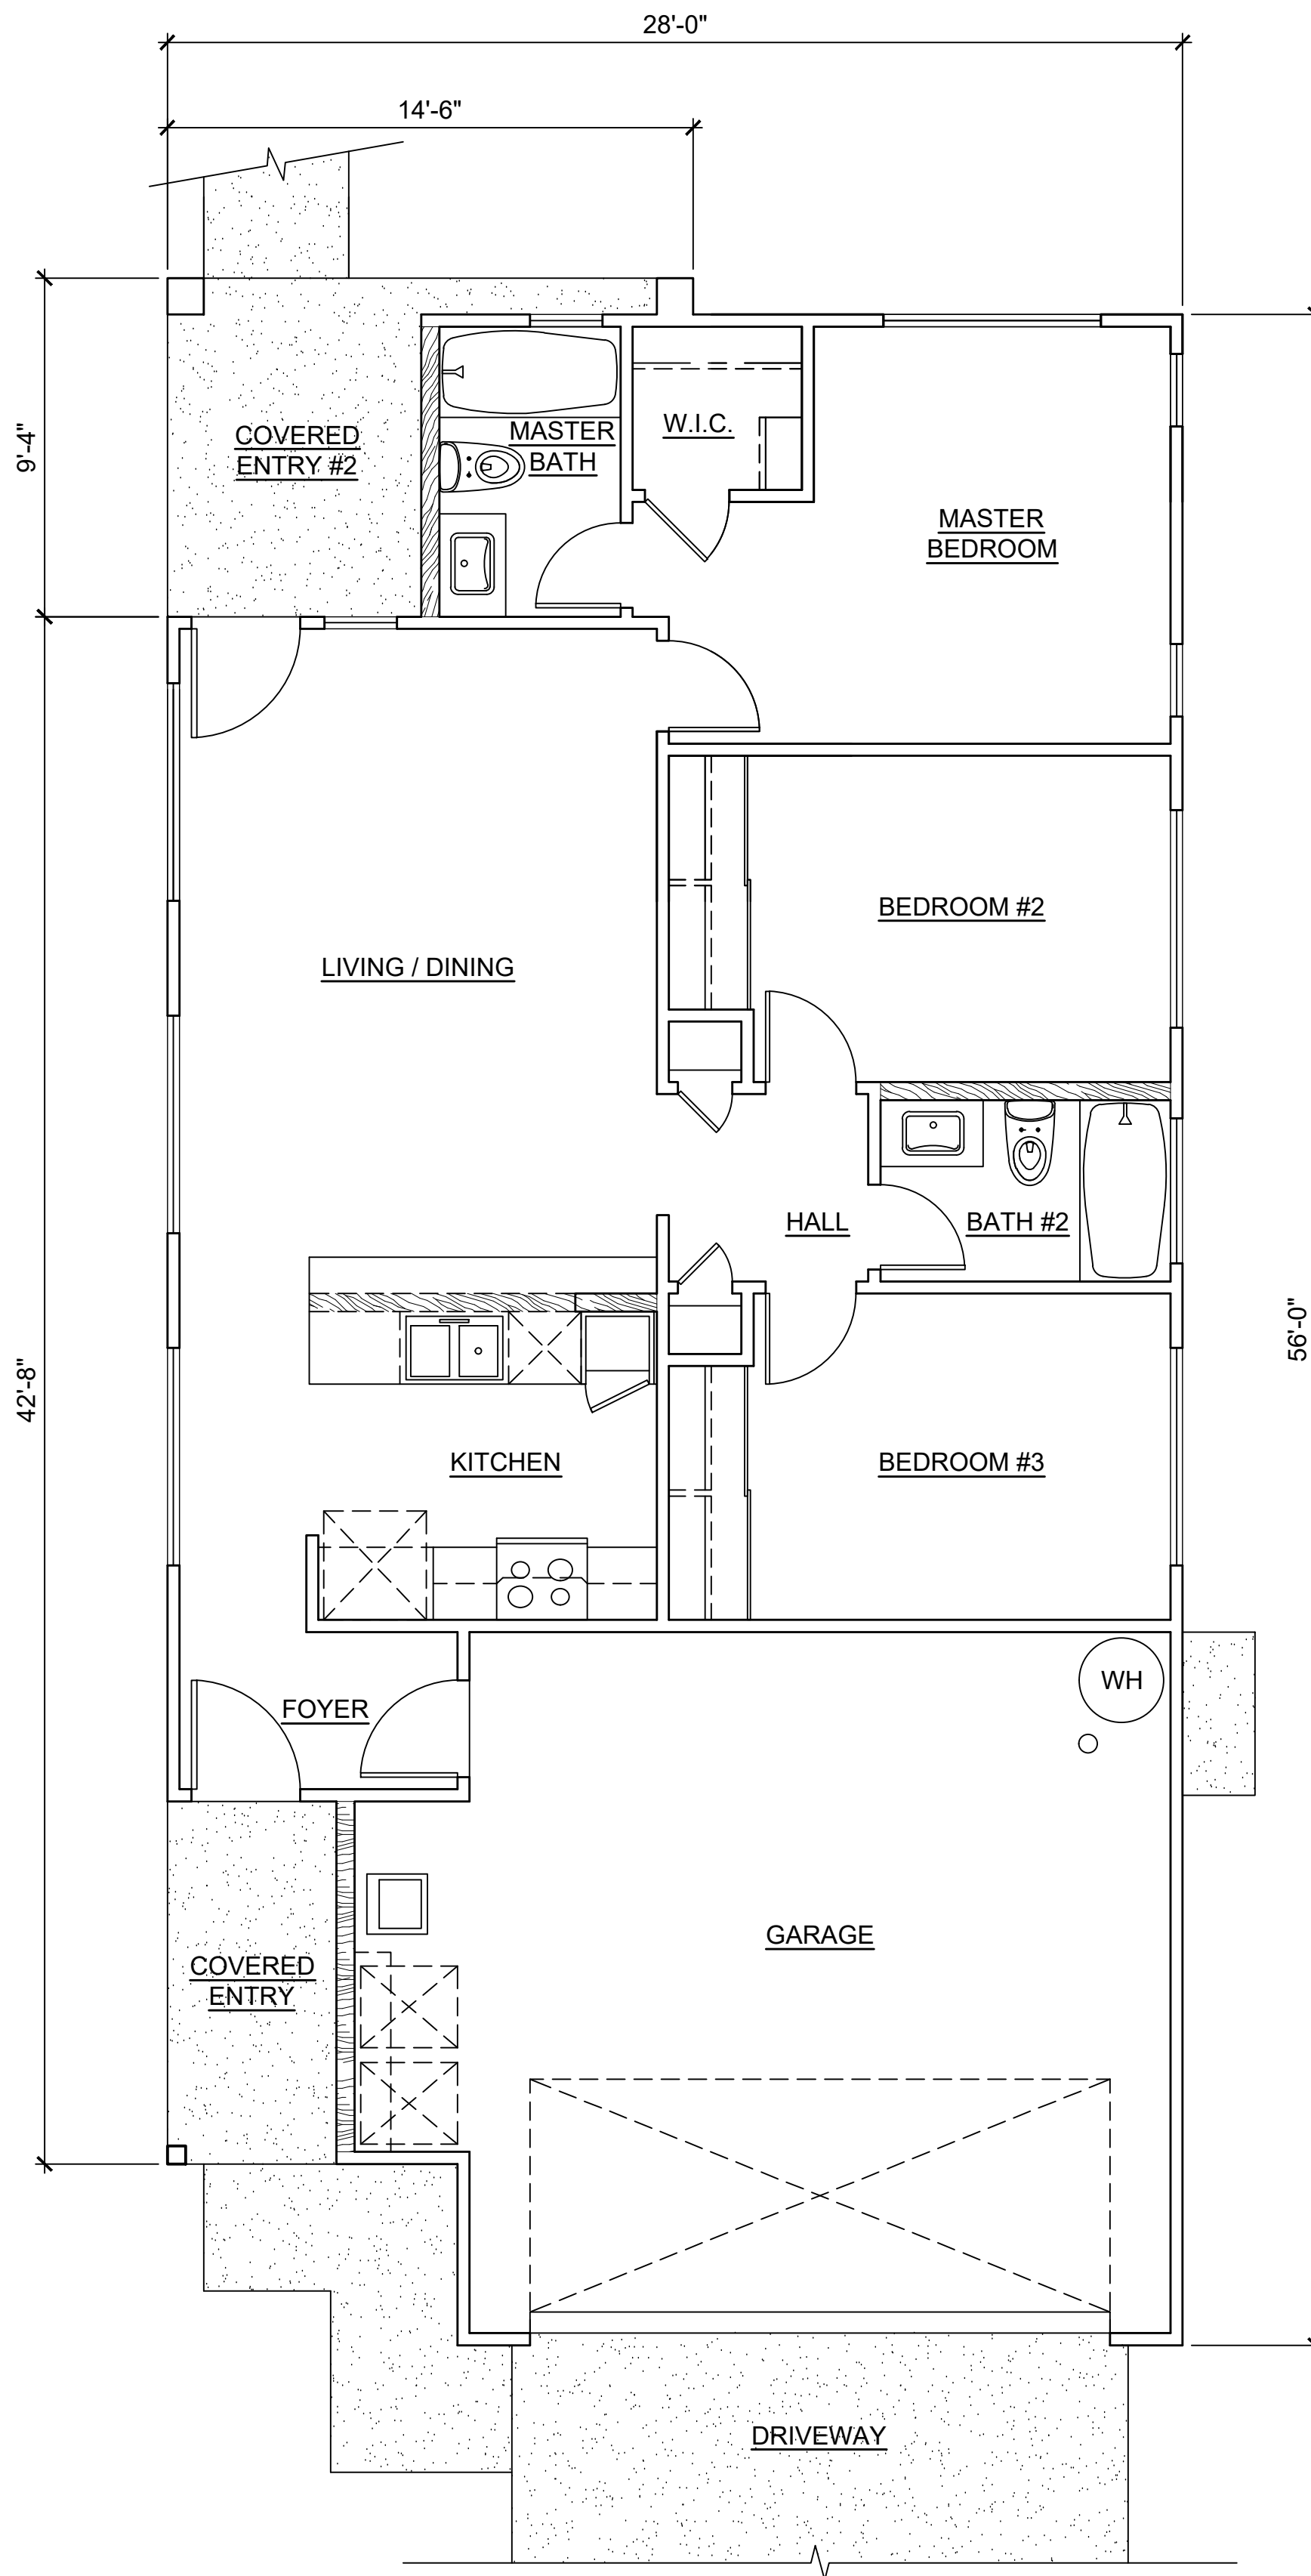 28'-0"
14'-6"
9'-4"
COVERED
ENTRY #2
MASTER
BATH
W.I.C.
MASTER
BEDROOM
BEDROOM #2
LIVING / DINING
HALL
BATH #2
56'-0"
42'-8"
KITCHEN
BEDROOM #3
WH
FOYER
GARAGE
COVERED
ENTRY
DRIVEWAY